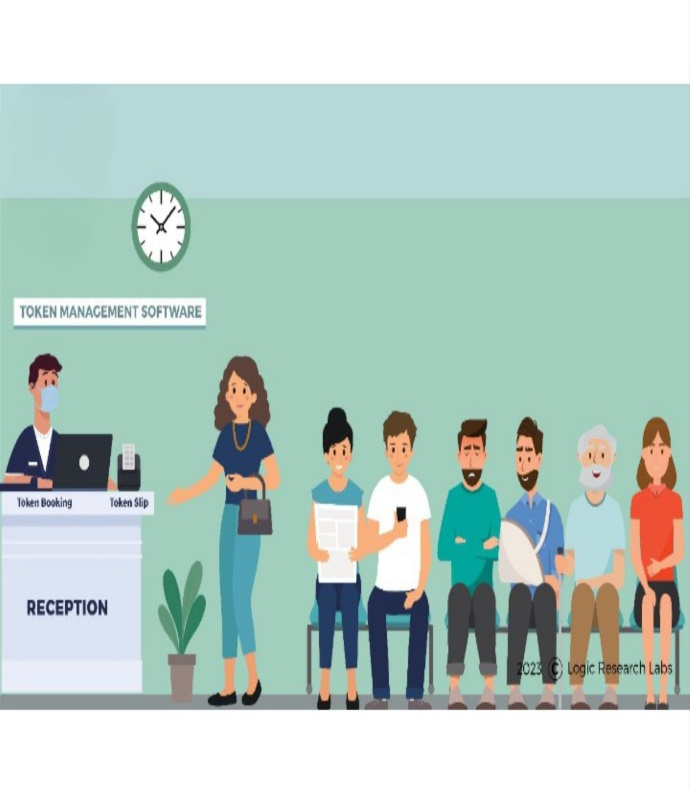 TOKEN MANAGEMENT SOFTWARE
Token Booking
Token Slip
RECEPTION
2023 © Logic Research Labs